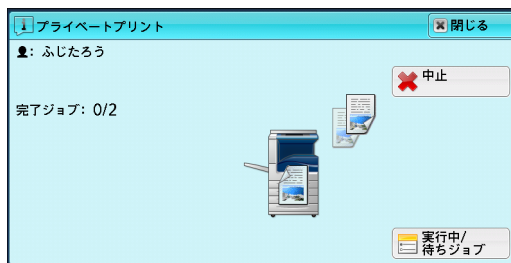 プライベートプリント
閉じる
: ふじたろう
中止
完了ジョブ: 0/2
実行中/
待ちジョブ